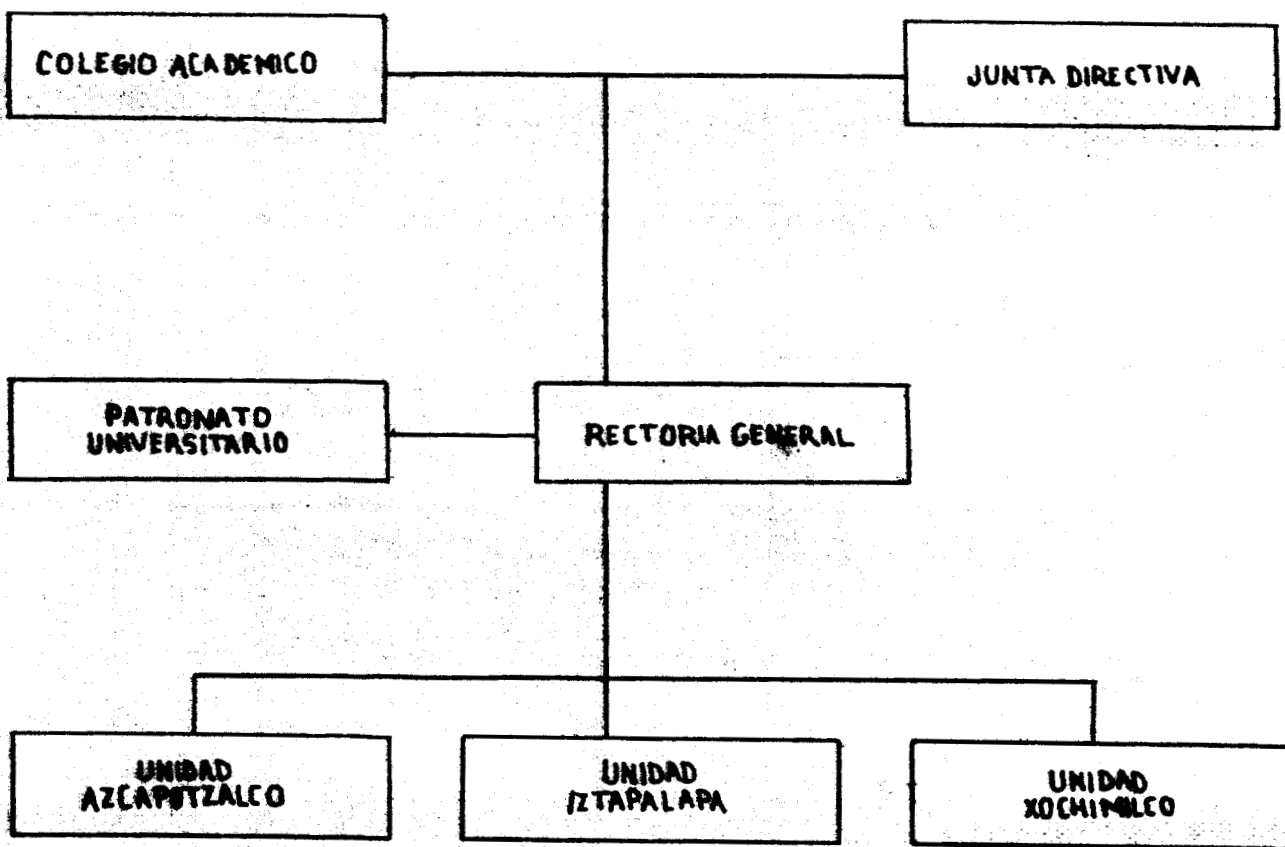 COLEGIO ACADEMICO
JUNTA DIRECTIVA
PATRONATO
UNIVERSITARIO
RECTORIA GENERAL
UNIDAD
AZCAPOTZALCO
UNIDAD
IZTAPALAPA
UNIDAD
XOCHIMILCO